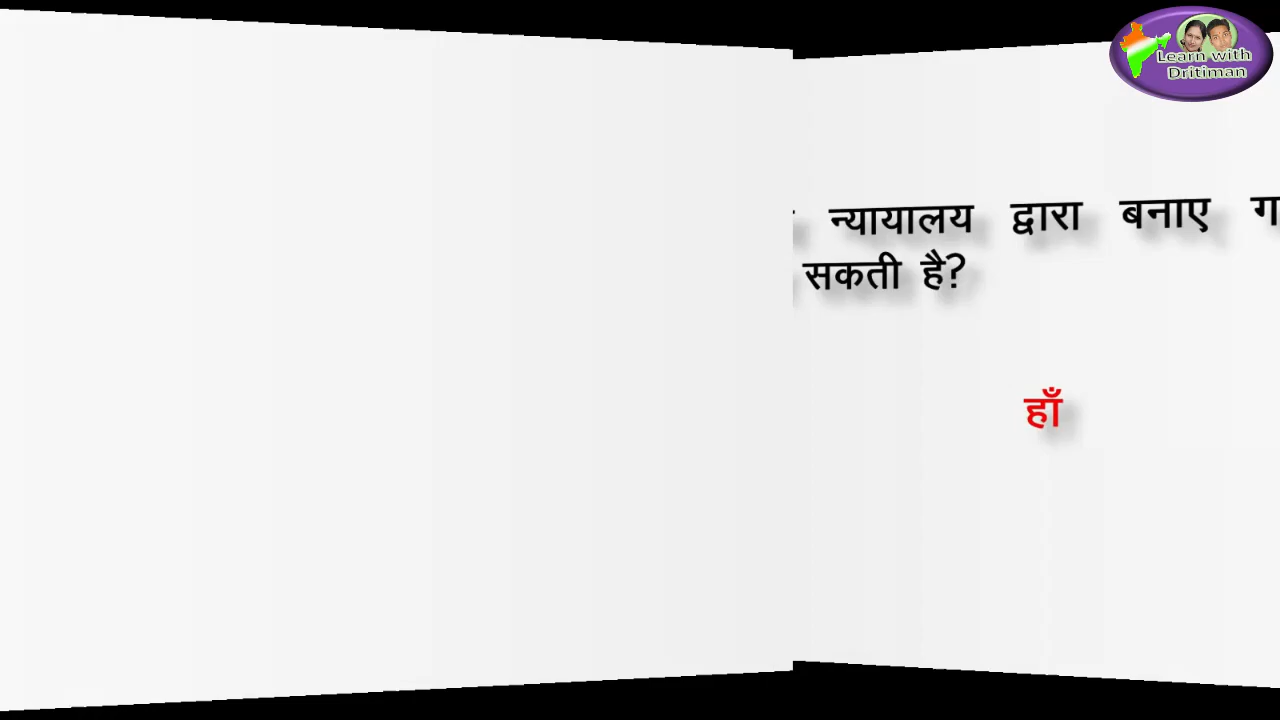 Learn with
Dritiman
न्यायालय द्वारा बनाए
सकती है?
हाँ